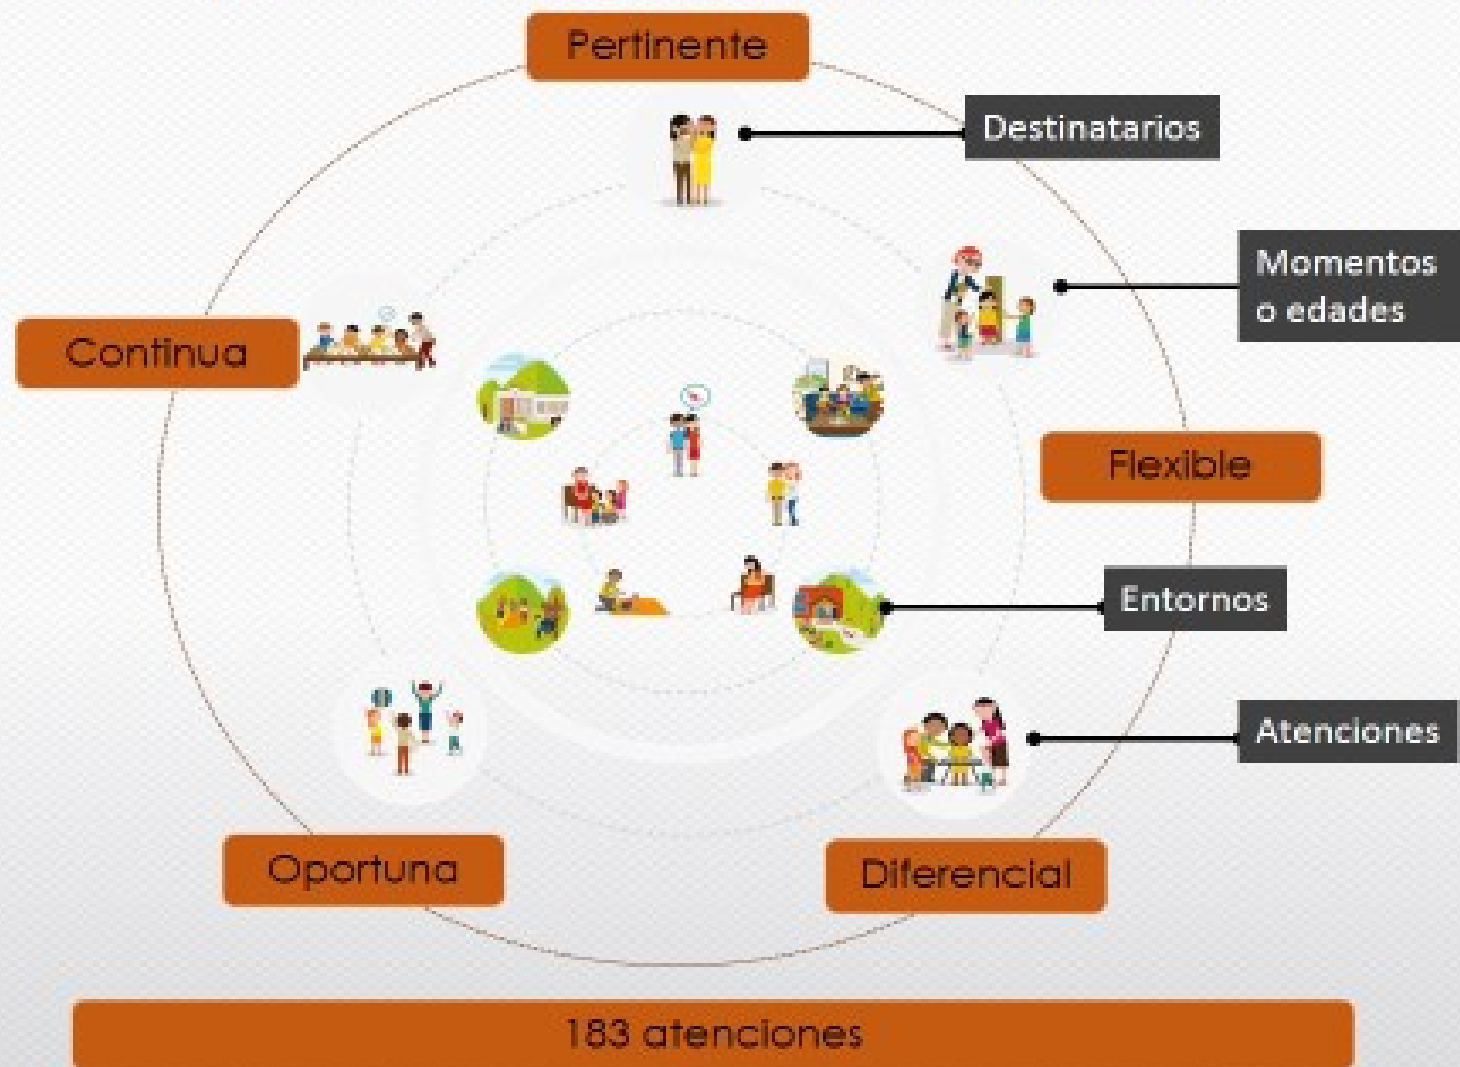 Pertinente
Destinatarios
Momentos
o edades
Continua
Flexible
Entornos
Atenciones
Oportuna
Diferencial
183 atenciones